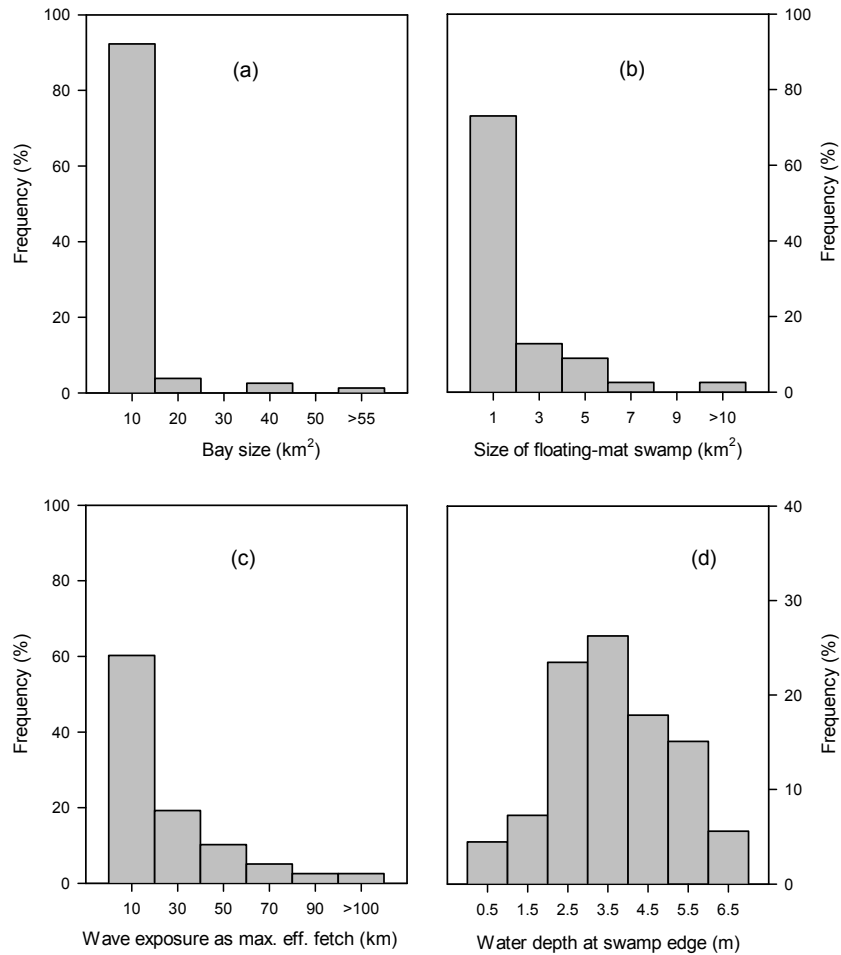 100
80
60
40
20
0
Frequency (%)
(a)
10 20 30 40 50 >55
Bay size (km²)
100
80
60
40
20
0
Frequency (%)
(b)
1 3 5 7 9 >10
Size of floating-mat swamp (km²)
100
80
60
40
20
0
Frequency (%)
(c)
10 30 50 70 90 >100
Wave exposure as max. eff. fetch (km)
40
30
20
10
0
Frequency (%)
(d)
0.5 1.5 2.5 3.5 4.5 5.5 6.5
Water depth at swamp edge (m)